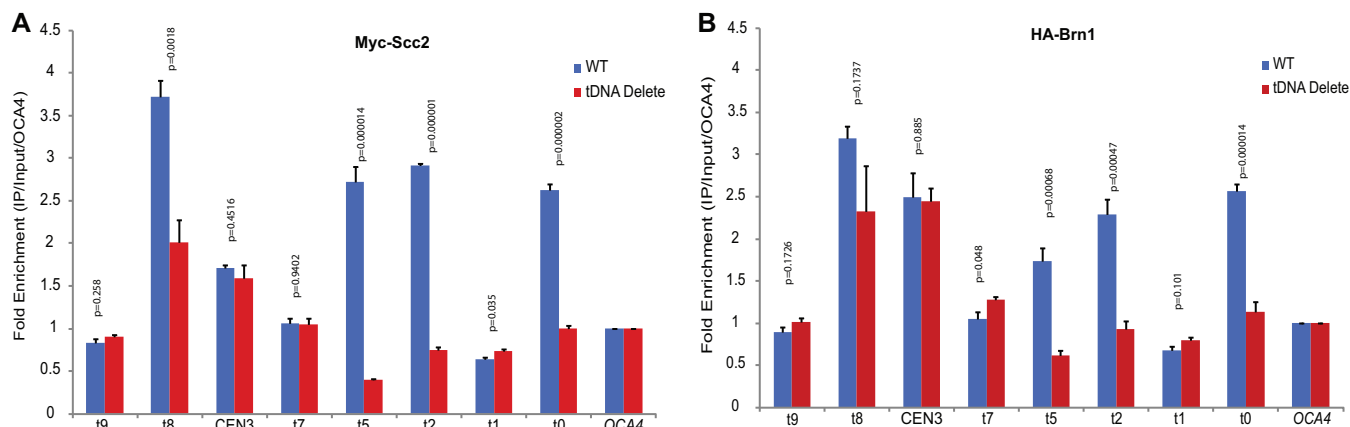 A
Myc-Scc2
WT
tDNA Delete
Fold Enrichment (IP/Input/OCA4)
4.5
4
3.5
3
2.5
2
1.5
1
0.5
0
p=0.258
p=0.0018
p=0.4516
p=0.9402
p=0.000014
p=0.000001
p=0.035
p=0.000002
t9
t8
CEN3
t7
t5
t2
t1
t0
OCA4
B
HA-Brn1
WT
tDNA Delete
Fold Enrichment (IP/Input/OCA4)
4.5
4
3.5
3
2.5
2
1.5
1
0.5
0
p=0.1726
p=0.1737
p=0.885
p=0.048
p=0.00068
p=0.00047
p=0.101
p=0.000014
t9
t8
CEN3
t7
t5
t2
t1
t0
OCA4